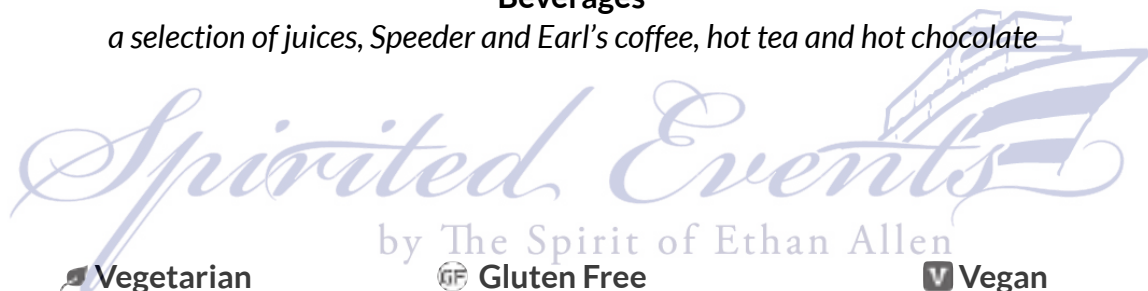 Beverages
a selection of juices, Speeder and Earl’s coffee, hot tea and hot chocolate
Spirited Events
by The Spirit of Ethan Allen
Vegetarian GF Gluten Free V Vegan